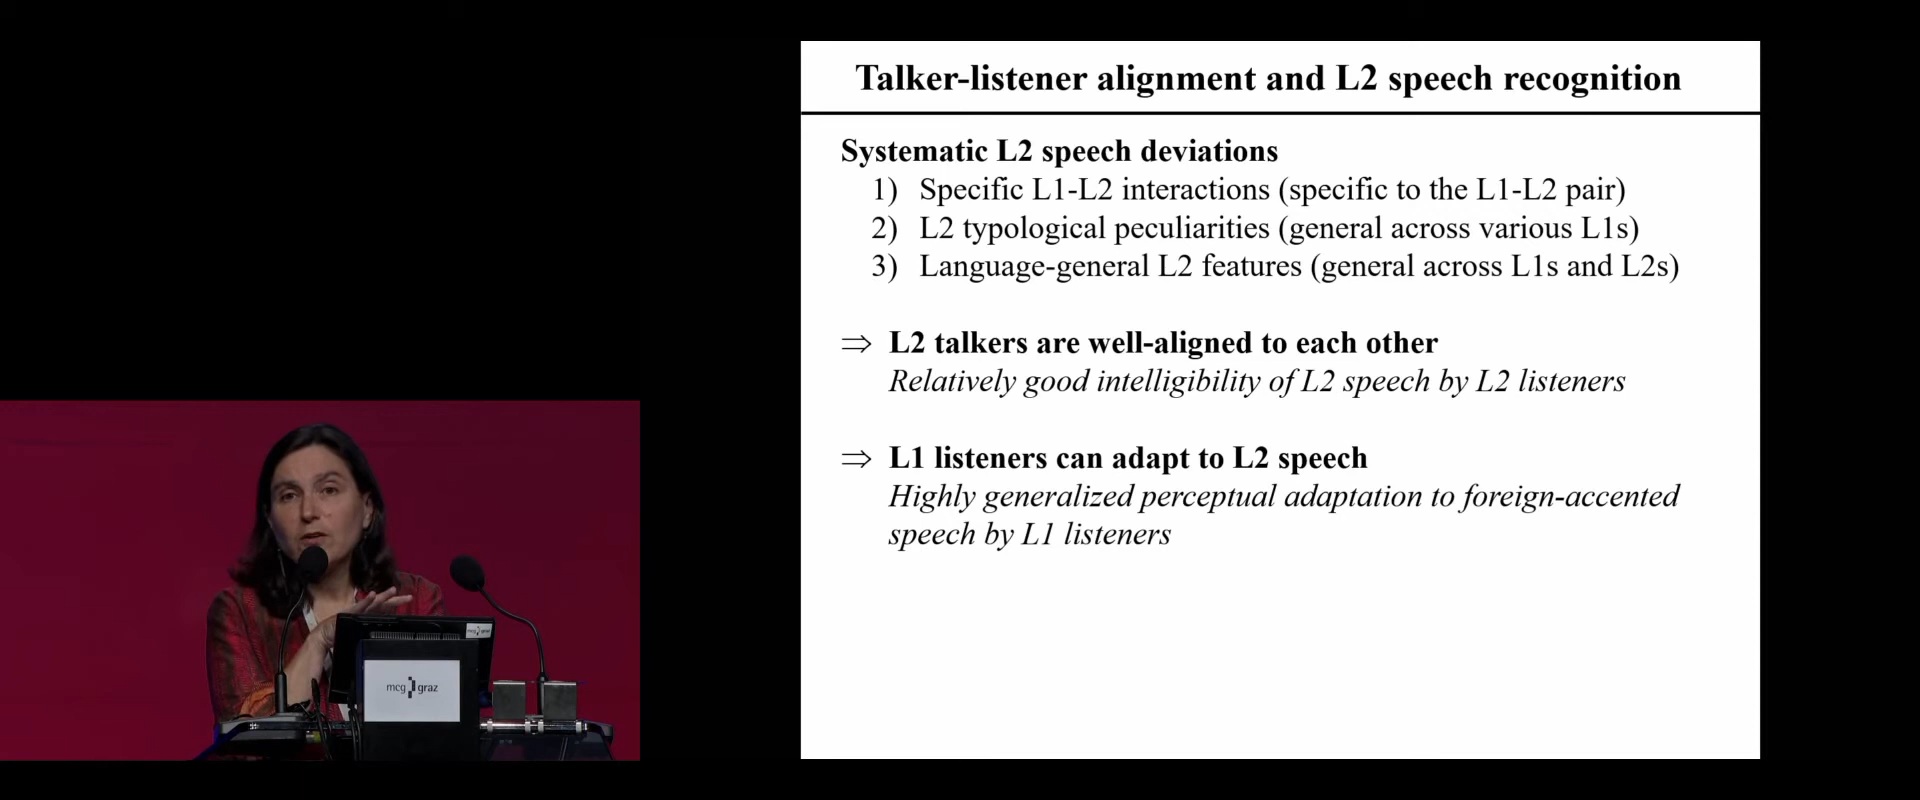 Talker-listener alignment and L2 speech recognition
Systematic L2 speech deviations
1) Specific L1-L2 interactions (specific to the L1-L2 pair)
2) L2 typological peculiarities (general across various L1s)
3) Language-general L2 features (general across L1s and L2s)
⇒ L2 talkers are well-aligned to each other
Relatively good intelligibility of L2 speech by L2 listeners
⇒ L1 listeners can adapt to L2 speech
Highly generalized perceptual adaptation to foreign-accented
speech by L1 listeners
mcg graz
mcg graz